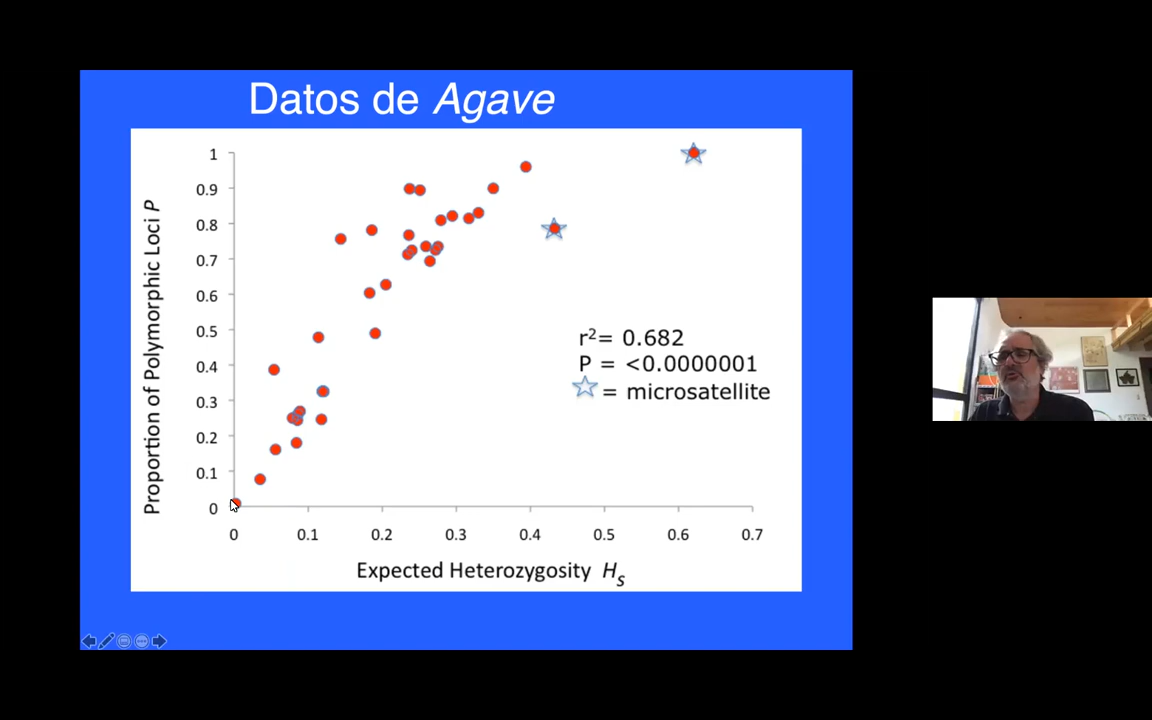 Datos de Agave
Proportion of Polymorphic Loci P
1
0.9
0.8
0.7
0.6
0.5
0.4
0.3
0.2
0.1
0
r²= 0.682
P = <0.0000001
= microsatellite
0 0.1 0.2 0.3 0.4 0.5 0.6 0.7
Expected Heterozygosity Hs